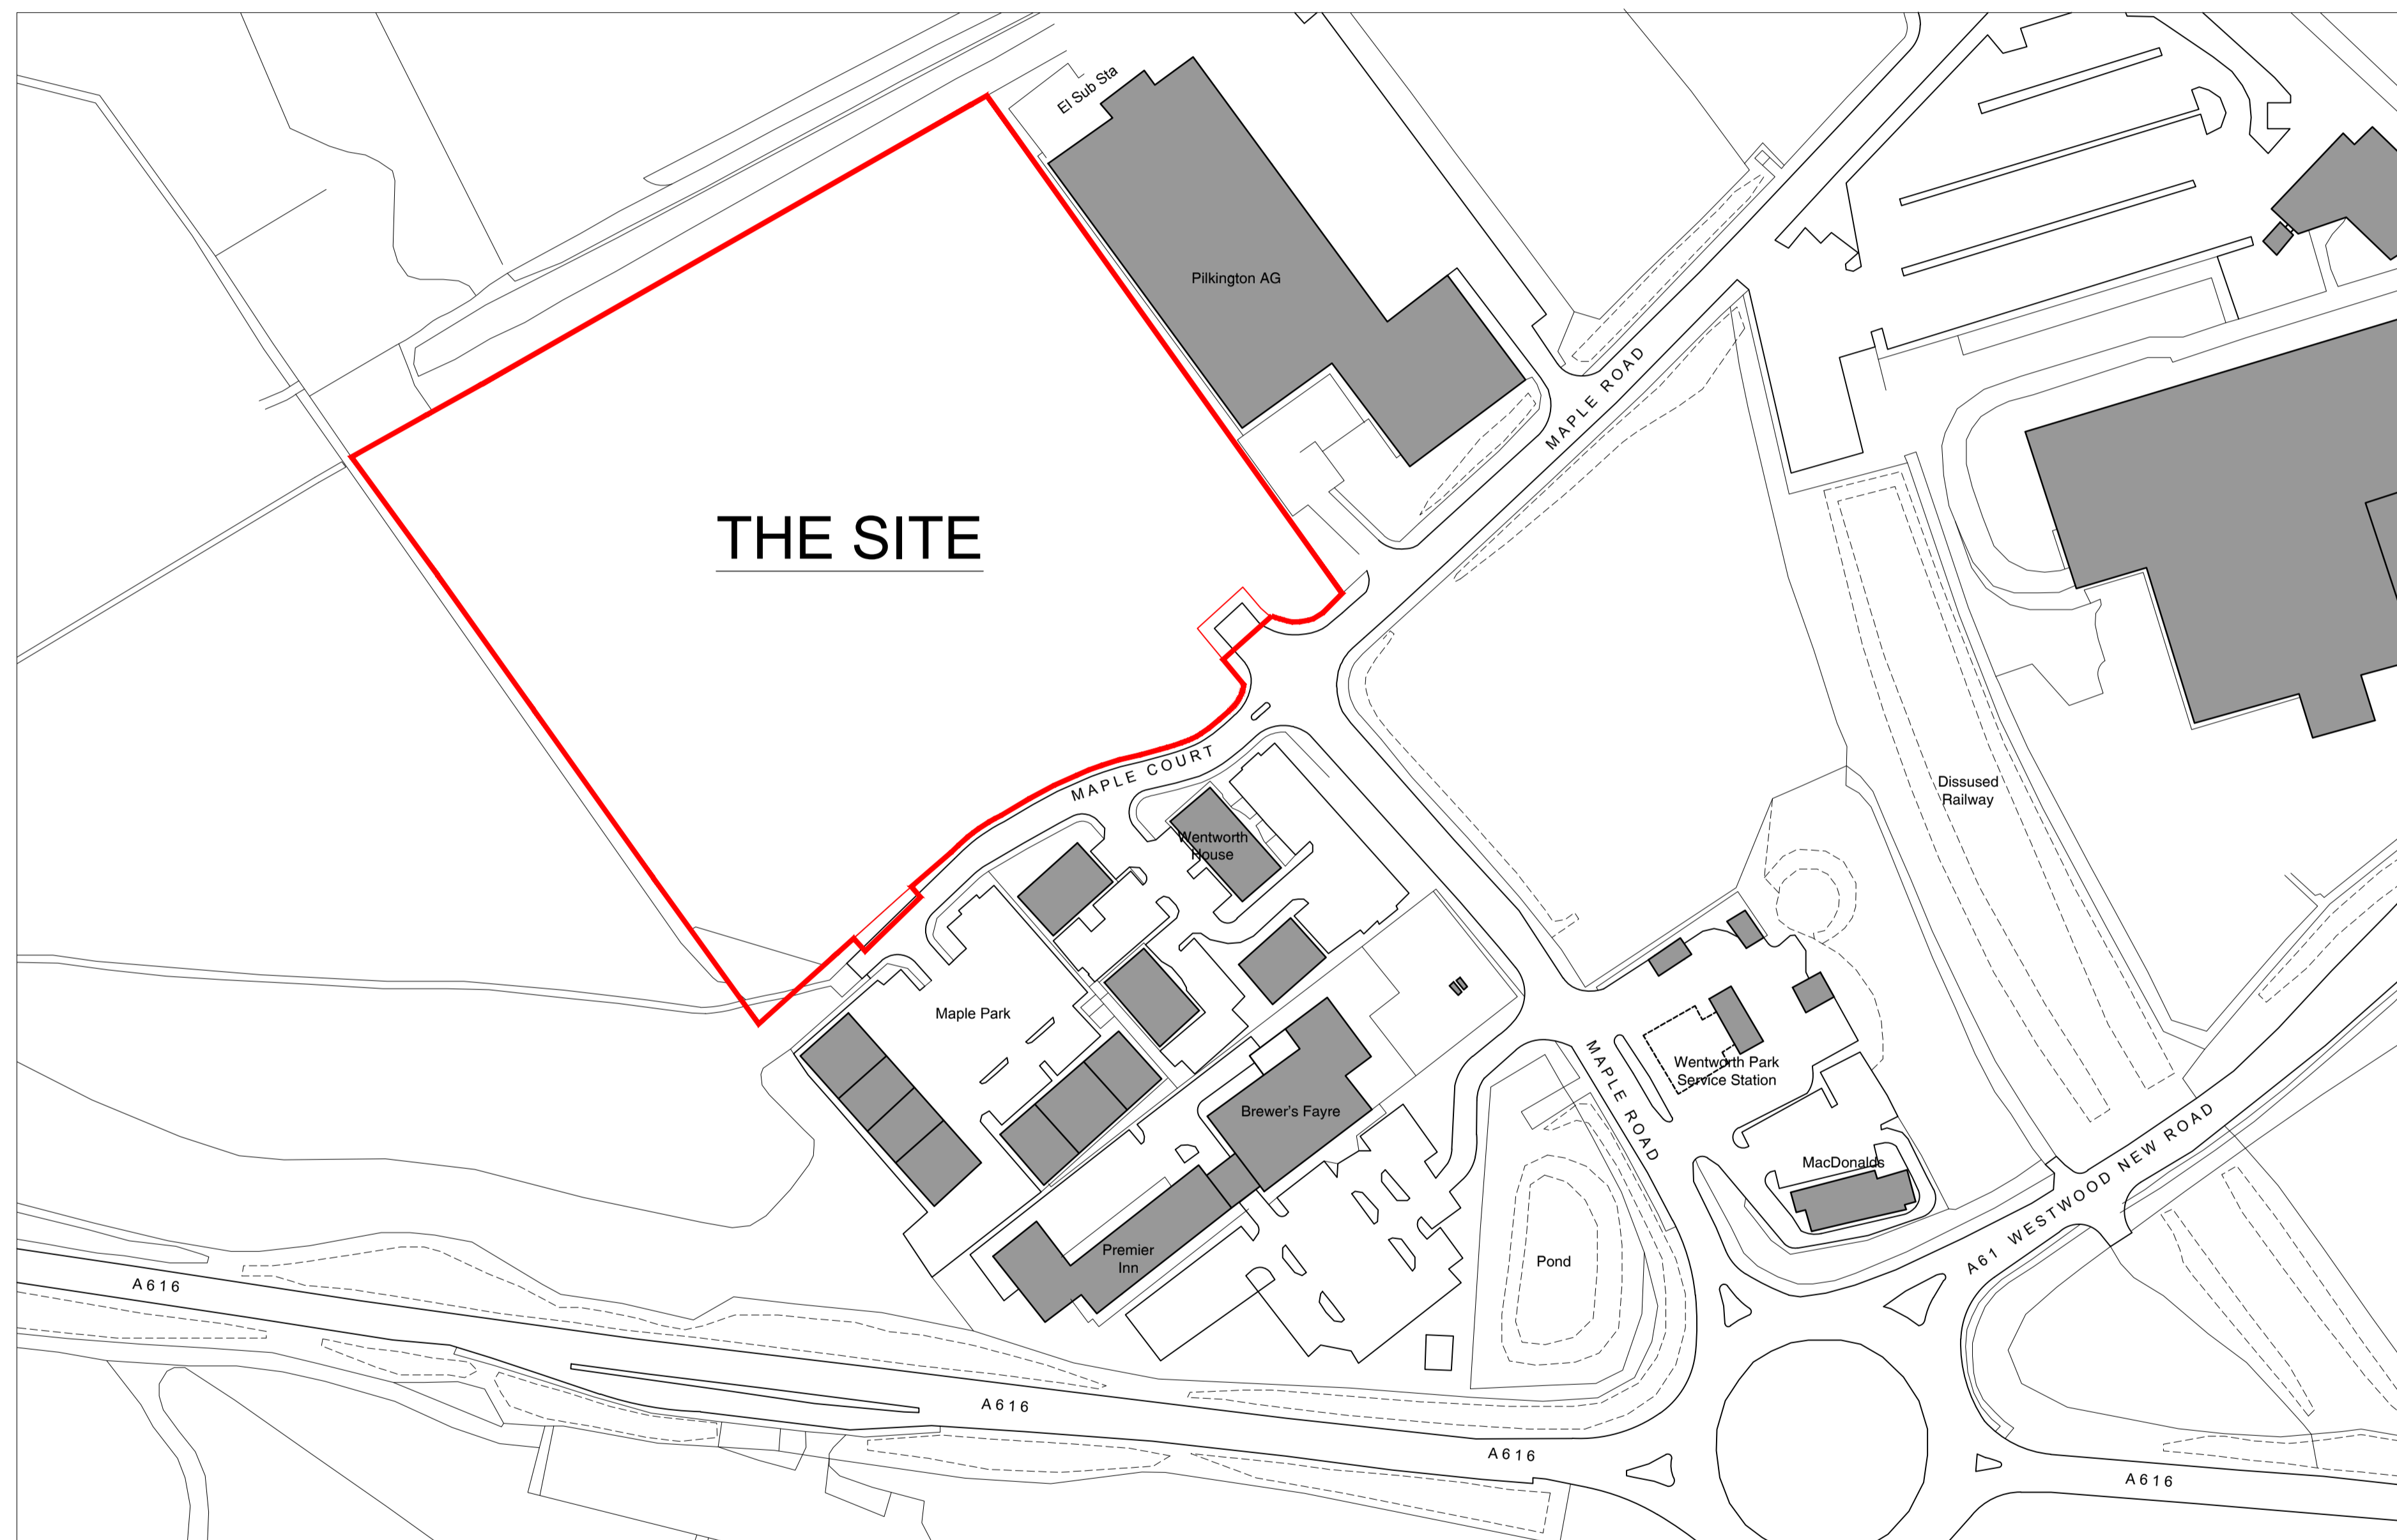 El Sub Sta
Pilkington AG
MAPLE ROAD
THE SITE
MAPLE COURT
Dissused
Railway
Wentworth
House
Maple Park
MAPLE ROAD
Wentworth Park
Service Station
Brewer's Fayre
MacDonalds
A61 WESTWOOD NEW ROAD
Premier
Inn
Pond
A616
A616
A616
A616